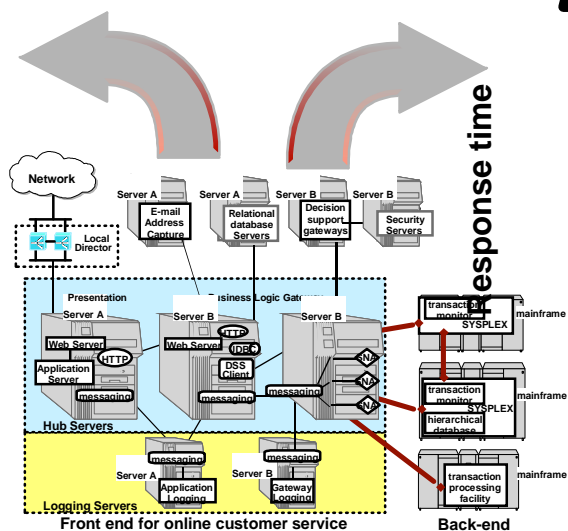 Response time
Network
Local
Director
Server A
E-mail
Address
Capture
Server A
Relational
database
Servers
Server B
Decision
support
gateways
Server B
Security
Servers
Presentation
Server A
Web Server
HTTP
Application
Server
messaging
Business Logic Gateway
Server B
HTTP
Web Server
JDBC
DSS
Client
messaging
Server B
messaging
SNA
SNA
SNA
Hub Servers
transaction
monitor
SYSPLEX
mainframe
transaction
monitor
SYSPLEX
hierarchical
database
mainframe
transaction
processing
facility
mainframe
messaging
Server A
Application
Logging
messaging
Server B
Gateway
Logging
Logging Servers
Front end for online customer service
Back-end